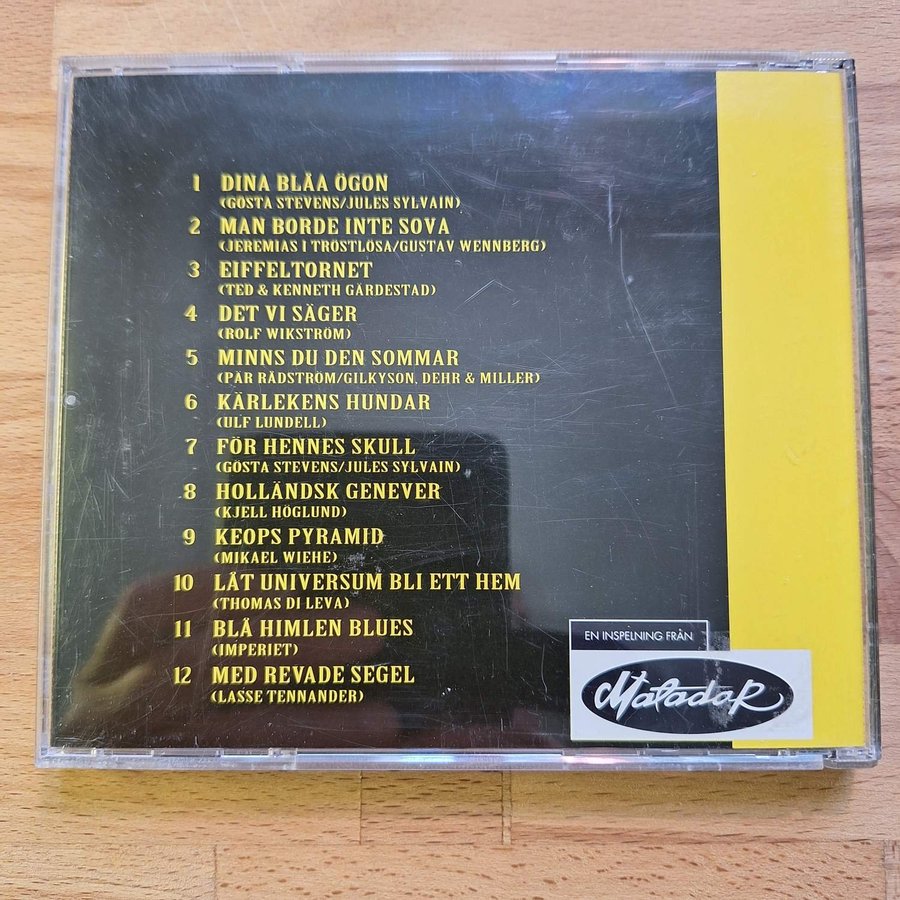 1 DINA BLÅA ÖGON
(GÖSTA STEVENS/JULES SYLVAIN)
2 MAN BORDE INTE SOVA
(JEREMIAS I TRÖSTLÖSA/GUSTAV WENNBERG)
3 EIFFELTORNET
(TED & KENNETH GÄRDESTAD)
4 DET VI SÄGER
(ROLF WIKSTRÖM)
5 MINNS DU DEN SOMMAR
(PÄR RÅDSTRÖM/GILKYSON, DEHR & MILLER)
6 KÄRLEKENS HUNDAR
(ULF LUNDELL)
7 FÖR HENNES SKULL
(GÖSTA STEVENS/JULES SYLVAIN)
8 HOLLÄNDSK GENEVER
(KJELL HÖGLUND)
9 KEOPS PYRAMID
(MIKAEL WIEHE)
10 LÅT UNIVERSUM BLI ETT HEM
(THOMAS DI LEVA)
11 BLÅ HIMLEN BLUES
(IMPERIET)
12 MED REVADE SEGEL
(LASSE TENNANDER)
EN INSPELNING FRÅN
MatadoR